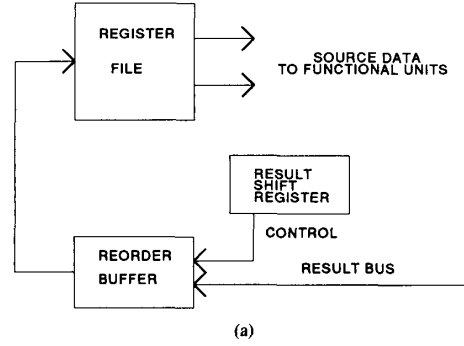 REGISTER
FILE
SOURCE DATA
TO FUNCTIONAL UNITS
RESULT
SHIFT
REGISTER
CONTROL
REORDER
BUFFER
RESULT BUS
(a)